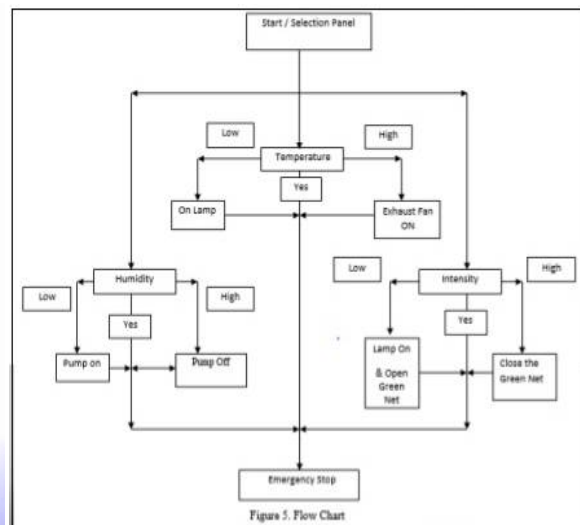 Start / Selection Panel
Low
High
Temperature
Yes
On Lamp
Exhaust Fan
ON
Humidity
Low
High
Yes
Pump on
Pump Off
Intensity
Low
High
Yes
Lamp On
& Open
Green
Net
Close the
Green Net
Emergency Stop
Figure 5. Flow Chart